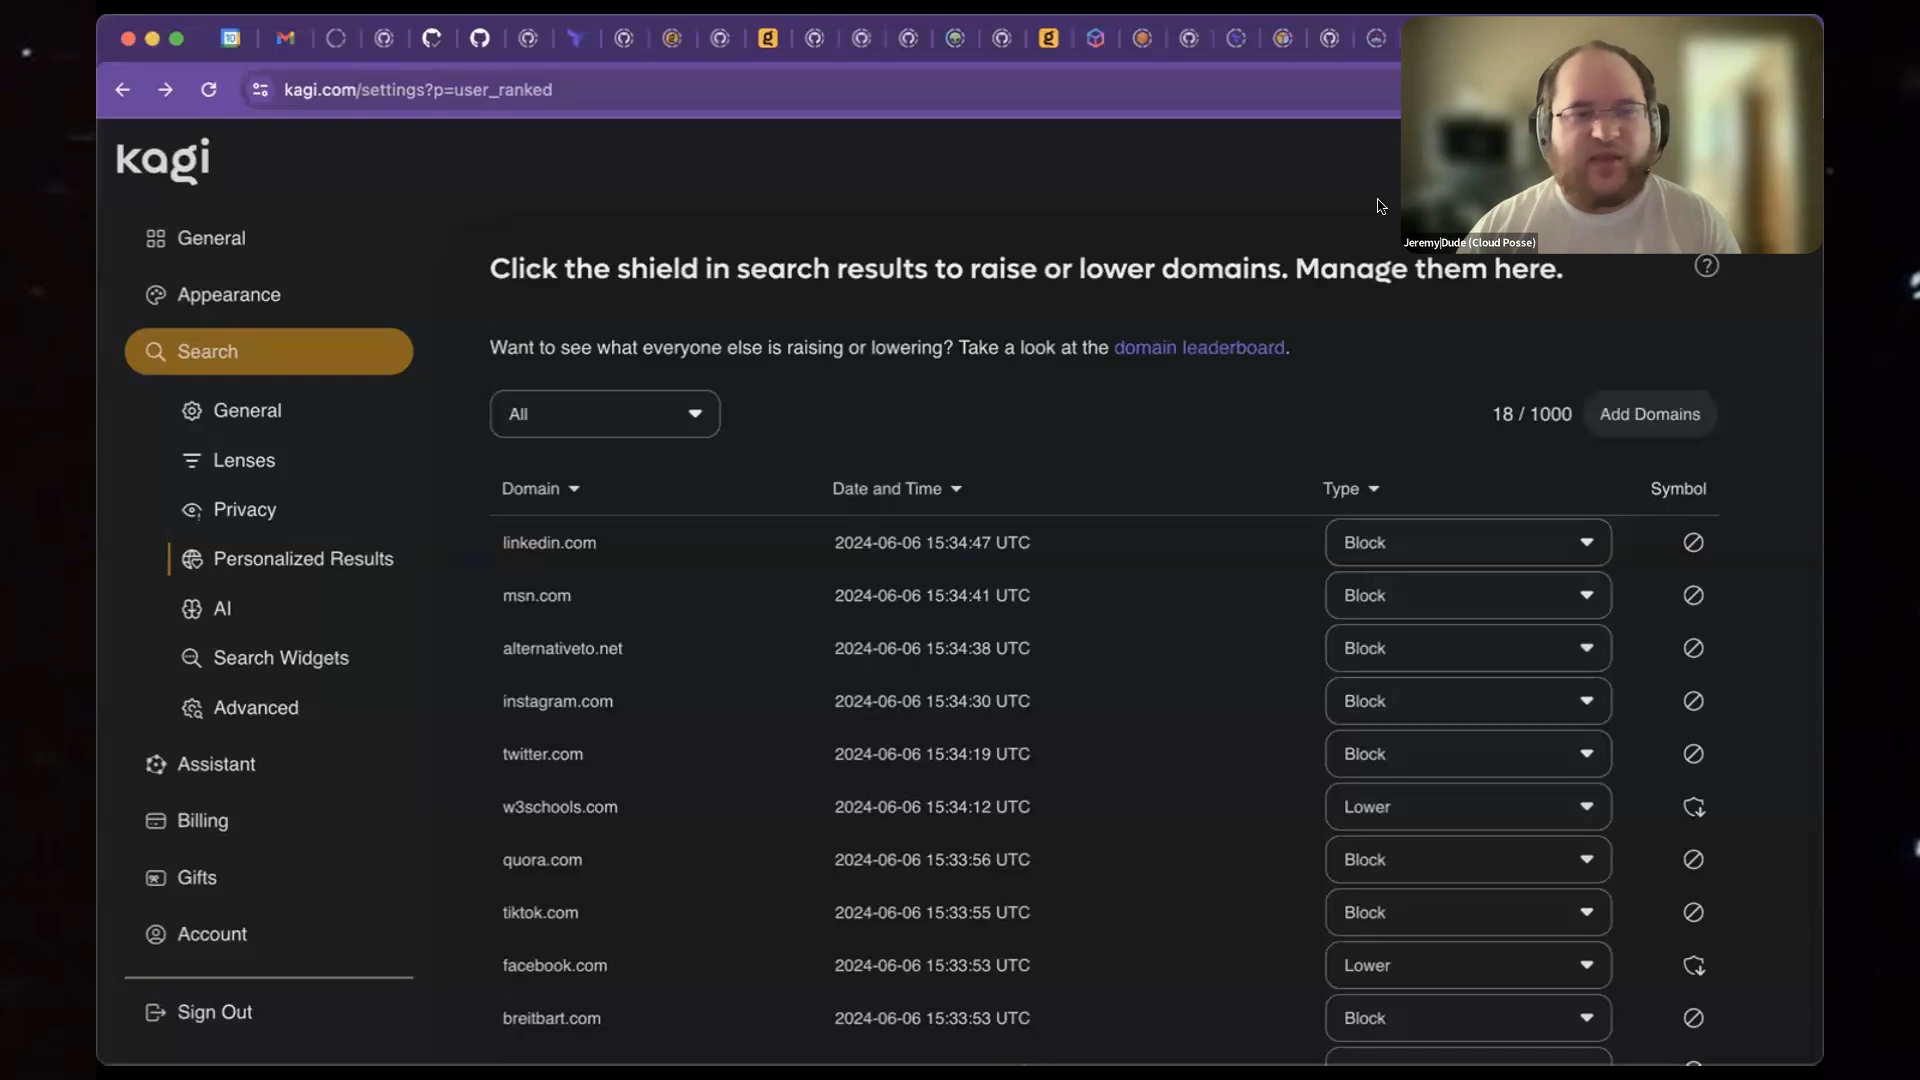 10
kagi.com/settings?p=user_ranked
kagi
Jeremy|Dude (Cloud Posse)
General
Click the shield in search results to raise or lower domains. Manage them here.
?
Appearance
Search
Want to see what everyone else is raising or lowering? Take a look at the domain leaderboard.
General
All
18 / 1000
Add Domains
Lenses
Domain Date and Time Type Symbol
Privacy
linkedin.com 2024-06-06 15:34:47 UTC Block
Personalized Results
msn.com 2024-06-06 15:34:41 UTC Block
AI
alternativeto.net 2024-06-06 15:34:38 UTC Block
Search Widgets
instagram.com 2024-06-06 15:34:30 UTC Block
Advanced
twitter.com 2024-06-06 15:34:19 UTC Block
Assistant
w3schools.com 2024-06-06 15:34:12 UTC Lower
Billing
quora.com 2024-06-06 15:33:56 UTC Block
Gifts
tiktok.com 2024-06-06 15:33:55 UTC Block
Account
facebook.com 2024-06-06 15:33:53 UTC Lower
Sign Out
breitbart.com 2024-06-06 15:33:53 UTC Block